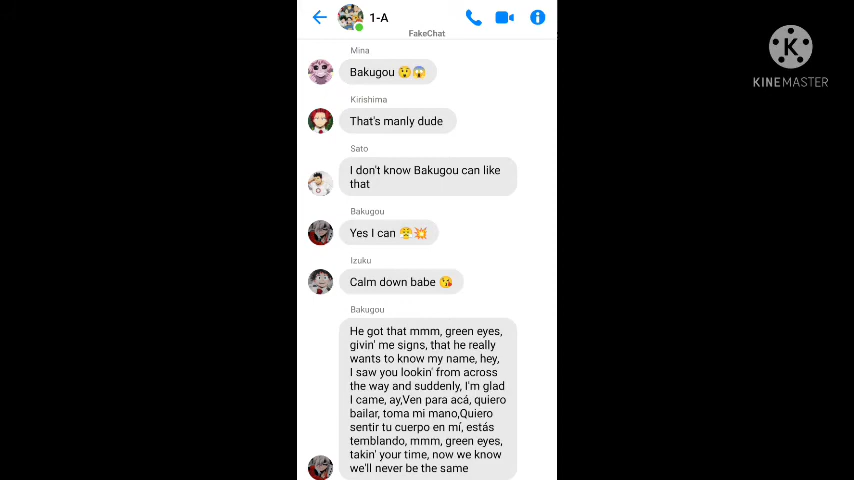 1-A
FakeChat
Mina
Bakugou 😲😱
Kirishima
That's manly dude
Sato
I don't know Bakugou can like
that
Bakugou
Yes I can 😤💥
Izuku
Calm down babe 😘
Bakugou
He got that mmm, green eyes,
givin' me signs, that he really
wants to know my name, hey,
I saw you lookin' from across
the way and suddenly, I'm glad
I came, ay,Ven para acá, quiero
bailar, toma mi mano,Quiero
sentir tu cuerpo en mí, estás
temblando, mmm, green eyes,
takin' your time, now we know
we'll never be the same
K
KINEMASTER